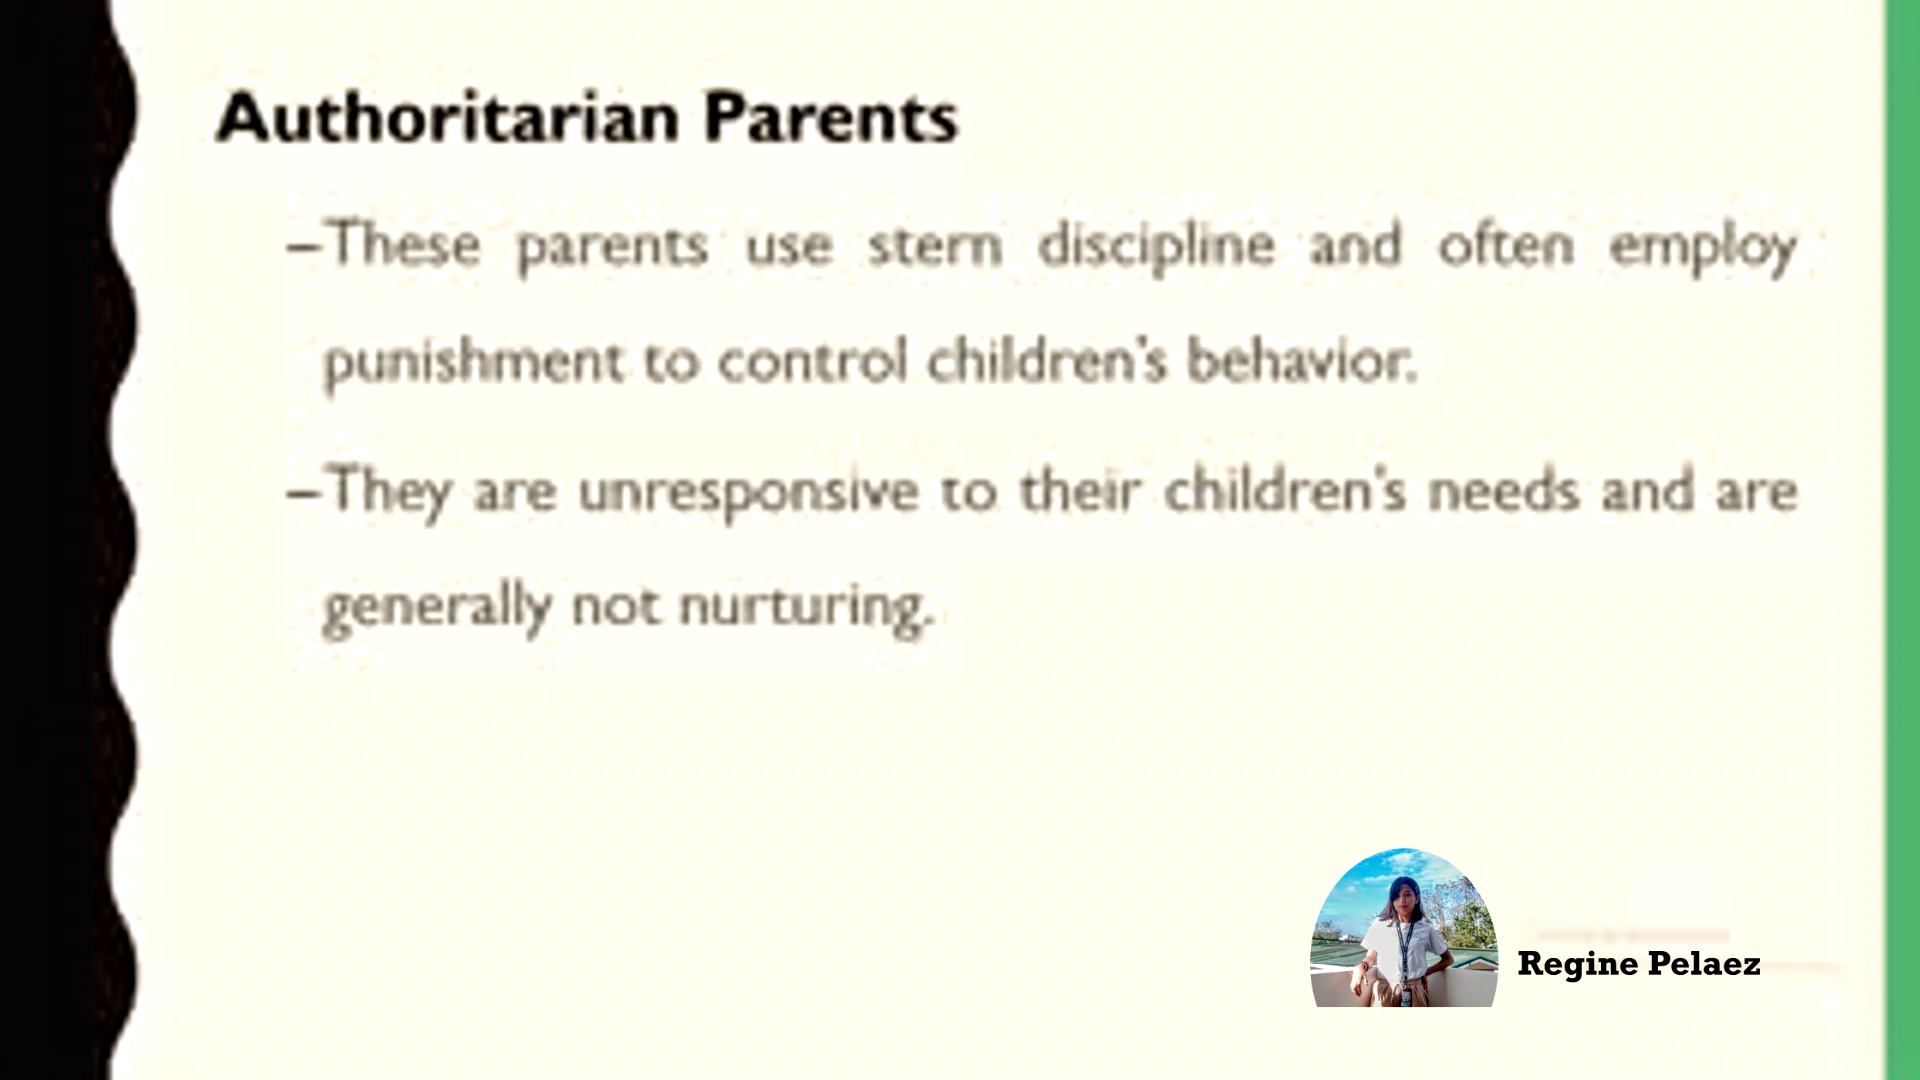 Authoritarian Parents
–These parents use stern discipline and often employ
punishment to control children's behavior.
–They are unresponsive to their children's needs and are
generally not nurturing.
Regine Pelaez